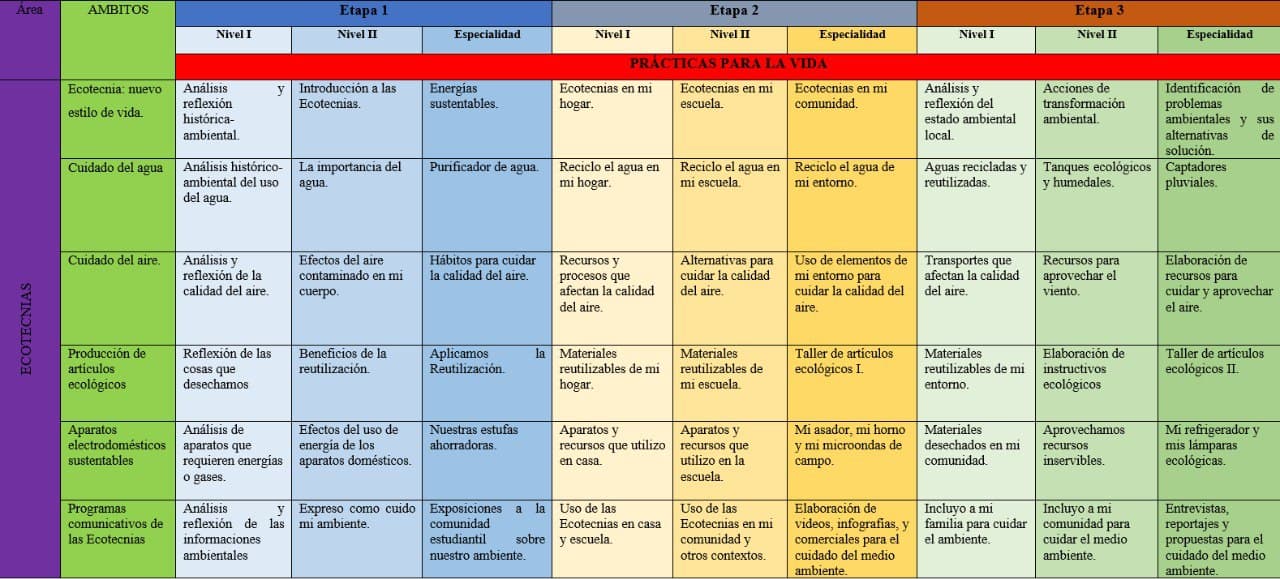 Área
AMBITOS
Etapa 1
Etapa 2
Etapa 3
Nivel I
Nivel II
Especialidad
Nivel I
Nivel II
Especialidad
Nivel I
Nivel II
Especialidad
PRÁCTICAS PARA LA VIDA
ECOTECNIAS
Ecotecnia: nuevo
estilo de vida.
Análisis y
reflexión
histórica-
ambiental.
Introducción a las
Ecotecnias.
Energías
sustentables.
Ecotecnias en mi
hogar.
Ecotecnias en mi
escuela.
Ecotecnias en mi
comunidad.
Análisis y
reflexión del
estado ambiental
local.
Acciones de
transformación
ambiental.
Identificación de
problemas
ambientales y sus
alternativas de
solución.
Cuidado del agua
Análisis histórico-
ambiental del uso
del agua.
La importancia del
agua.
Purificador de agua.
Reciclo el agua en
mi hogar.
Reciclo el agua en
mi escuela.
Reciclo el agua de
mi entorno.
Aguas recicladas y
reutilizadas.
Tanques ecológicos
y humedales.
Captadores
pluviales.
Cuidado del aire.
Análisis y
reflexión de la
calidad del aire.
Efectos del aire
contaminado en mi
cuerpo.
Hábitos para cuidar
la calidad del aire.
Recursos y
procesos que
afectan la calidad
del aire.
Alternativas para
cuidar la calidad
del aire.
Uso de elementos de
mi entorno para
cuidar la calidad del
aire.
Transportes que
afectan la calidad
del aire.
Recursos para
aprovechar el
viento.
Elaboración de
recursos para
cuidar y aprovechar
el aire.
Producción de
artículos
ecológicos
Reflexión de las
cosas que
desechamos
Beneficios de la
reutilización.
Aplicamos la
Reutilización.
Materiales
reutilizables de mi
hogar.
Materiales
reutilizables de
mi escuela.
Taller de artículos
ecológicos I.
Materiales
reutilizables de mi
entorno.
Elaboración de
instructivos
ecológicos
Taller de artículos
ecológicos II.
Aparatos
electrodomésticos
sustentables
Análisis de
aparatos que
requieren energías
o gases.
Efectos del uso de
energía de los
aparatos domésticos.
Nuestras estufas
ahorradoras.
Aparatos y
recursos que utilizo
en casa.
Aparatos y
recursos que
utilizo en la
escuela.
Mi asador, mi horno
y mi microondas de
campo.
Materiales
desechados en mi
comunidad.
Aprovechamos
recursos
inservibles.
Mi refrigerador y
mis lámparas
ecológicas.
Programas
comunicativos de
las Ecotecnias
Análisis y
reflexión de las
informaciones
ambientales
Expreso como cuido
mi ambiente.
Exposiciones a la
comunidad
estudiantil sobre
nuestro ambiente.
Uso de las
Ecotecnias en casa
y escuela.
Uso de las
Ecotecnias en mi
comunidad y
otros contextos.
Elaboración de
videos, infografías, y
comerciales para el
cuidado del medio
ambiente.
Incluyo a mi
familia para cuidar
el ambiente.
Incluyo a mi
comunidad para
cuidar el medio
ambiente.
Entrevistas,
reportajes y
propuestas para el
cuidado del medio
ambiente.